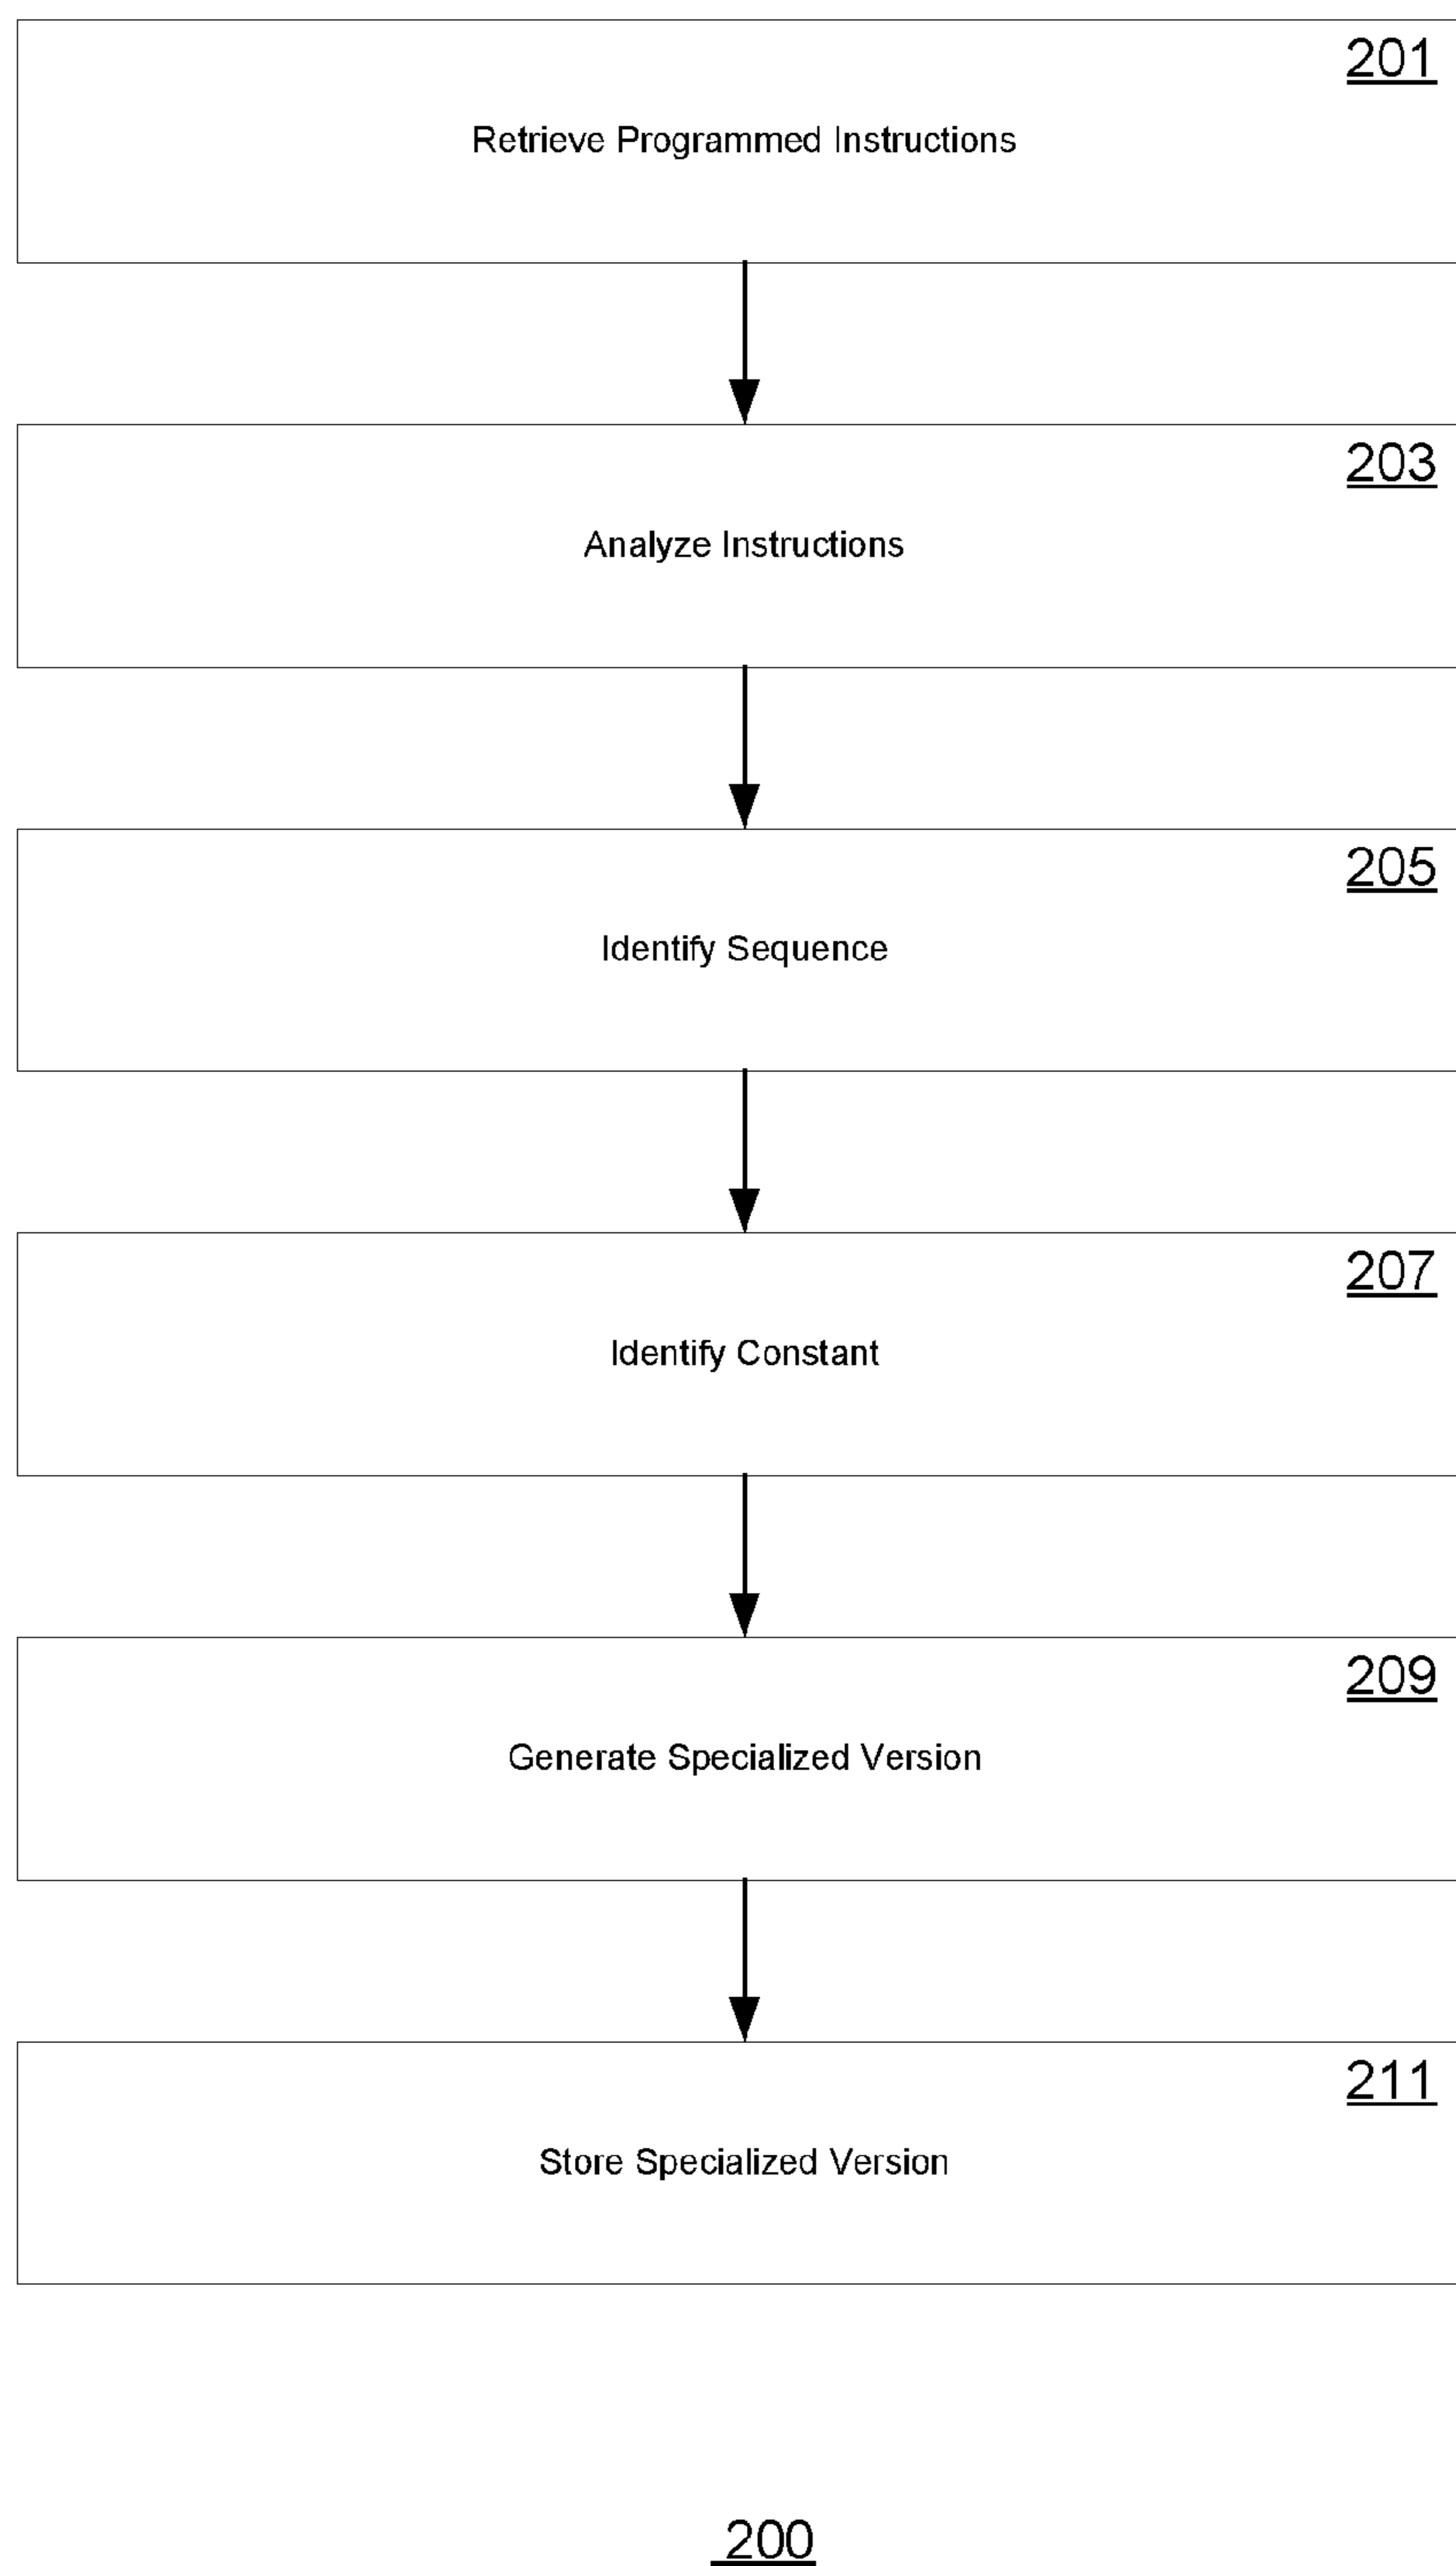 201
Retrieve Programmed Instructions
203
Analyze Instructions
205
Identify Sequence
207
Identify Constant
209
Generate Specialized Version
211
Store Specialized Version
200